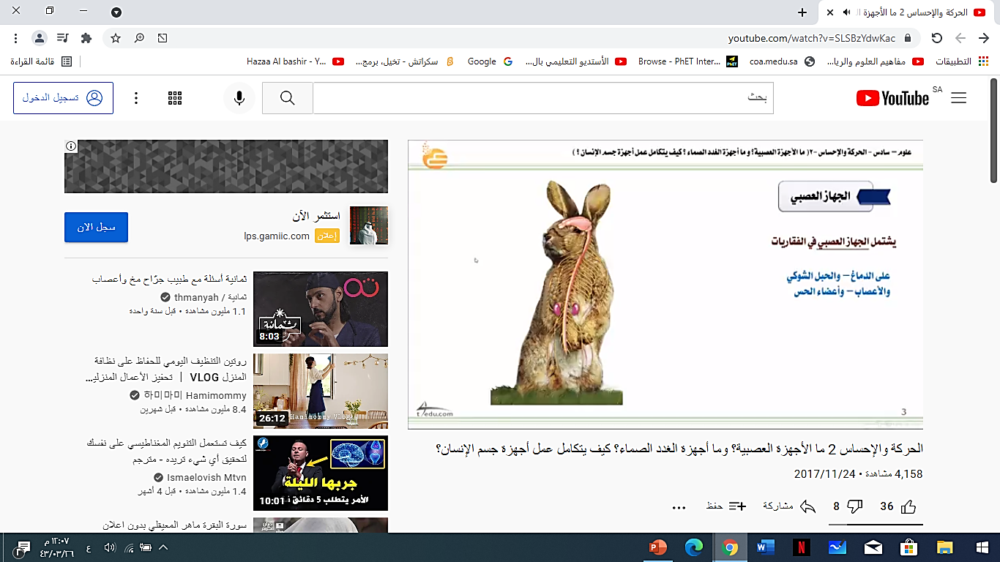 الحركة والإحساس 2 ما الأجهزة ا
youtube.com/watch?v=SLSBzYdwKac
التطبيقات
مفاهيم العلوم والريا...
coa.medu.sa
Browse - PhET Inter...
الأستديو التعليمي بال...
Google
سكراتش - تخيل، برمج...
Hazaa Al bashir - Y...
قائمة القراءة
YouTube SA
بحث
تسجيل الدخول
علوم – سادس – الحركة والإحساس -٢( ما الأجهزة العصبية؟ و ما أجهزة الغدد الصماء ؟ كيف يتكامل عمل أجهزة جسم الإنسان ؟ )
الجهاز العصبي
يشتمل الجهاز العصبي في الفقاريات
على الدماغ – والحبل الشوكي
والأعصاب – وأعضاء الحس
t4edu.com
3
الحركة والإحساس 2 ما الأجهزة العصبية؟ وما أجهزة الغدد الصماء؟ كيف يتكامل عمل أجهزة جسم الإنسان؟
4,158 مشاهدة • 2017/11/24
36
8
مشاركة
حفظ
استثمر الآن
إعلان lps.gamiic.com
سجل الان
ثمانية أسئلة مع طبيب جرّاح مخ وأعصاب
ثمانية / thmanyah
1.1 مليون مشاهدة • قبل سنة واحدة
ثمانية
8:03
روتين التنظيف اليومي للحفاظ على نظافة
المنزل VLOG | تحفيز الأعمال المنزلي...
하미마미 Hamimommy
8.4 مليون مشاهدة • قبل شهرين
Hamimommy Vlog
26:12
كيف تستعمل التنويم المغناطيسي على نفسك
لتحقيق أي شيء تريده - مترجم
Ismaelovish Mtvn
1.4 مليون مشاهدة • قبل 4 أشهر
جربها الليلة
الأمر يتطلب 5 دقائق
10:01
سورة البقرة ماهر المعيقلي بدون اعلان
ع
١٢:٠٧ م
٤٣/٠٣/٢٦